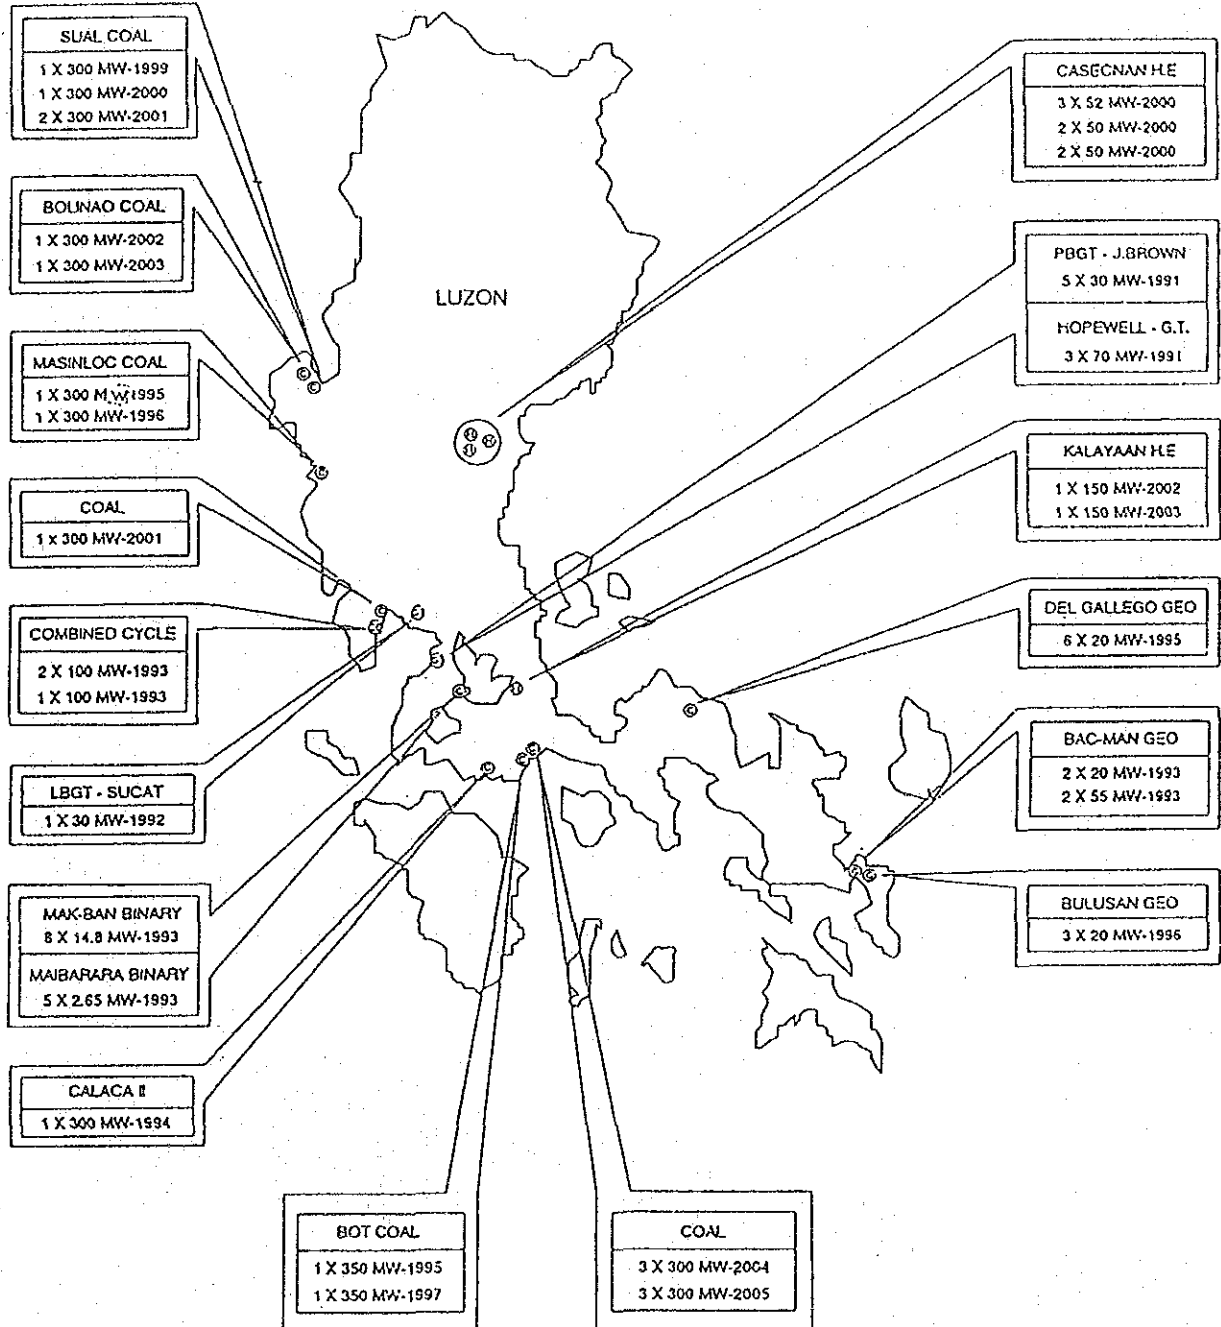 SUAL COAL
1 X 300 MW-1999
1 X 300 MW-2000
2 X 300 MW-2001
BOLINAO COAL
1 X 300 MW-2002
1 X 300 MW-2003
MASINLOC COAL
1 X 300 MW-1995
1 X 300 MW-1996
COAL
1 X 300 MW-2001
COMBINED CYCLE
2 X 100 MW-1993
1 X 100 MW-1993
LBGT - SUCAT
1 X 30 MW-1992
MAK-BAN BINARY
8 X 14.8 MW-1993
MAIBARARA BINARY
5 X 2.65 MW-1993
CALACA II
1 X 300 MW-1994
LUZON
CASECNAN H.E
3 X 52 MW-2000
2 X 50 MW-2000
2 X 50 MW-2000
PBGT - J.BROWN
5 X 30 MW-1991
HOPEWELL - G.T.
3 X 70 MW-1991
KALAYAAN H.E
1 X 150 MW-2002
1 X 150 MW-2003
DEL GALLEGO GEO
6 X 20 MW-1995
BAC-MAN GEO
2 X 20 MW-1993
2 X 55 MW-1993
BULUSAN GEO
3 X 20 MW-1996
BOT COAL
1 X 350 MW-1995
1 X 350 MW-1997
COAL
3 X 300 MW-2004
3 X 300 MW-2005